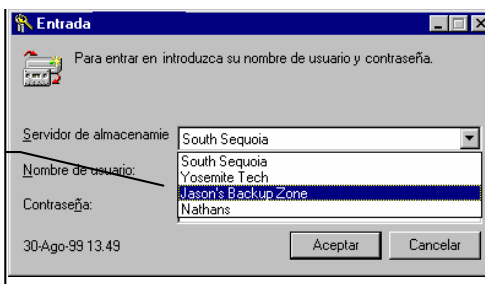 Entrada
Para entrar en introduzca su nombre de usuario y contraseña.
Servidor de almacenamie
South Sequoia
South Sequoia
Yosemite Tech
Jason's Backup Zone
Nathans
Nombre de usuario:
Contraseña:
30-Ago-99 13.49
Aceptar
Cancelar